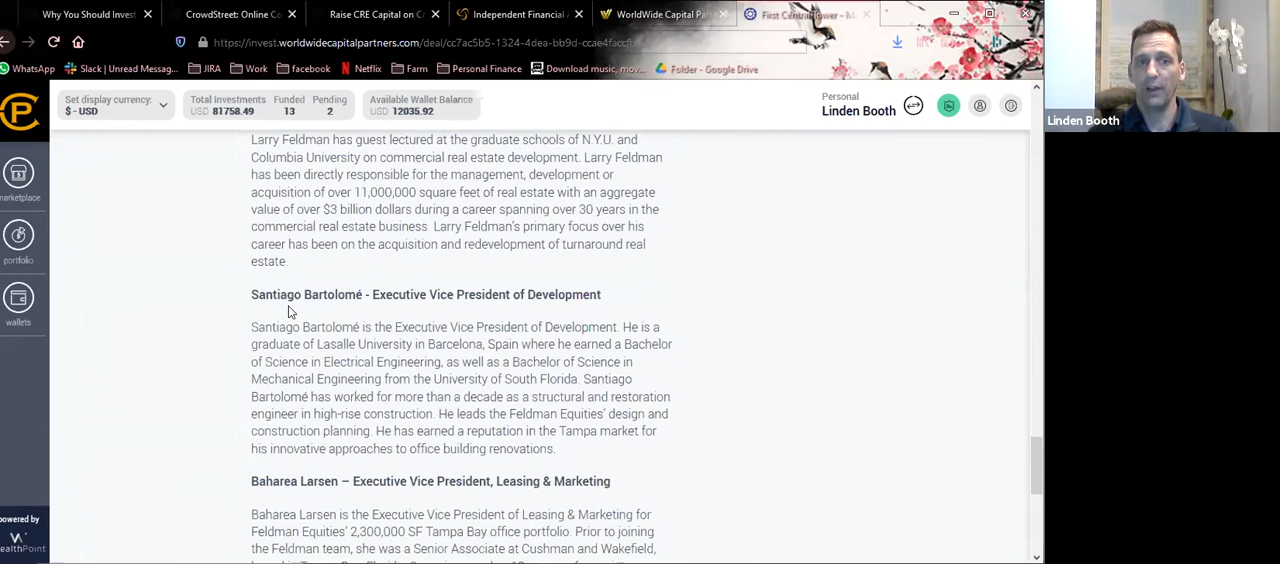 Why You Should Invest
CrowdStreet: Online Co
Raise CRE Capital on C
Independent Financial
WorldWide Capital Par
First Central Tower - M
https://invest.worldwidecapitalpartners.com/deal/cc7ac5b5-1324-4dea-bb9d-ccae4faccf
WhatsApp
Slack | Unread Messag...
JIRA
Work
facebook
Netflix
Farm
Personal Finance
Download music, mov...
Folder - Google Drive
Set display currency:
$ - USD
Total Investments Funded Pending
USD 81758.49 13 2
Available Wallet Balance
USD 12035.92
Personal
Linden Booth
Linden Booth
marketplace
portfolio
wallets
powered by
Larry Feldman has guest lectured at the graduate schools of N.Y.U. and
Columbia University on commercial real estate development. Larry Feldman
has been directly responsible for the management, development or
acquisition of over 11,000,000 square feet of real estate with an aggregate
value of over $3 billion dollars during a career spanning over 30 years in the
commercial real estate business. Larry Feldman's primary focus over his
career has been on the acquisition and redevelopment of turnaround real
estate.
Santiago Bartolomé - Executive Vice President of Development
Santiago Bartolomé is the Executive Vice President of Development. He is a
graduate of Lasalle University in Barcelona, Spain where he earned a Bachelor
of Science in Electrical Engineering, as well as a Bachelor of Science in
Mechanical Engineering from the University of South Florida. Santiago
Bartolomé has worked for more than a decade as a structural and restoration
engineer in high-rise construction. He leads the Feldman Equities' design and
construction planning. He has earned a reputation in the Tampa market for
his innovative approaches to office building renovations.
Baharea Larsen – Executive Vice President, Leasing & Marketing
Baharea Larsen is the Executive Vice President of Leasing & Marketing for
Feldman Equities' 2,300,000 SF Tampa Bay office portfolio. Prior to joining
the Feldman team, she was a Senior Associate at Cushman and Wakefield,